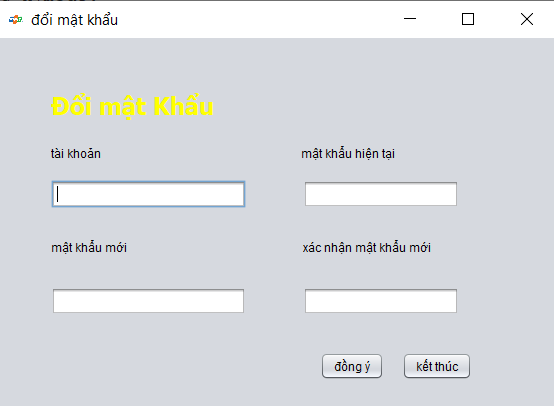 đổi mật khẩu
Đổi mật Khẩu
tài khoản
mật khẩu hiện tại
mật khẩu mới
xác nhận mật khẩu mới
đồng ý
kết thúc